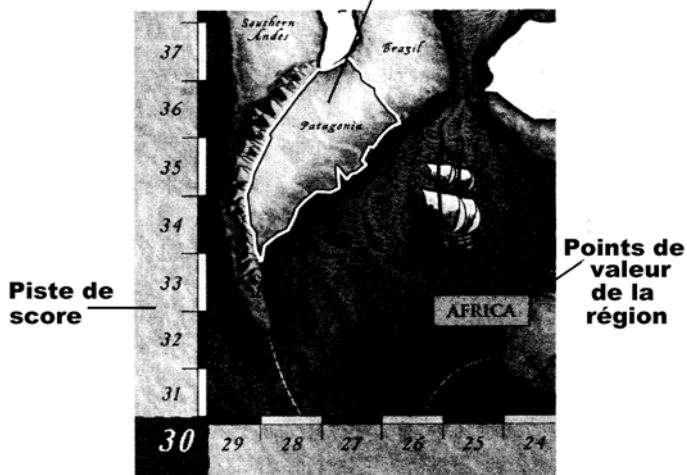 Southern
Andes
37
Brazil
36
Patagonia
35
34
Points de
valeur
de la
région
Piste de
score
33
AFRICA
32
31
30 29 28 27 26 25 24